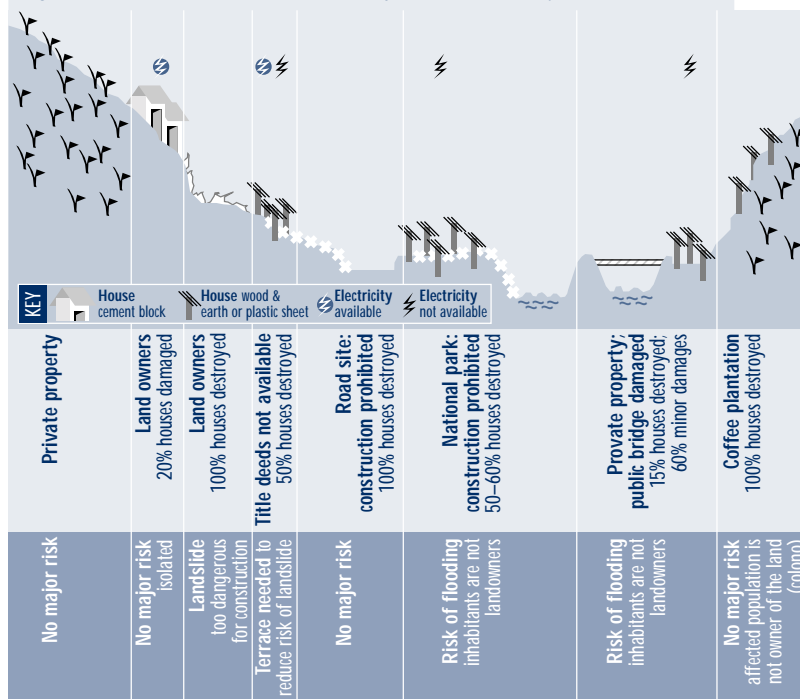 KEY
House
cement block
House wood &
earth or plastic sheet
Electricity
available
Electricity
not available
Private property
Land owners
20% houses damaged
Land owners
100% houses destroyed
Title deeds not available
50% houses destroyed
Road site:
construction prohibited
100% houses destroyed
National park:
construction prohibited
50–60% houses destroyed
Provate property;
public bridge damaged
15% houses destroyed;
60% minor damages
Coffee plantation
100% houses destroyed
No major risk
No major risk
isolated
Landslide
too dangerous
for construction
Terrace needed to
reduce risk of landslide
No major risk
Risk of flooding
inhabitants are not
landowners
Risk of flooding
inhabitants are not
landowners
No major risk
affected population is
not owner of the land
(colono)